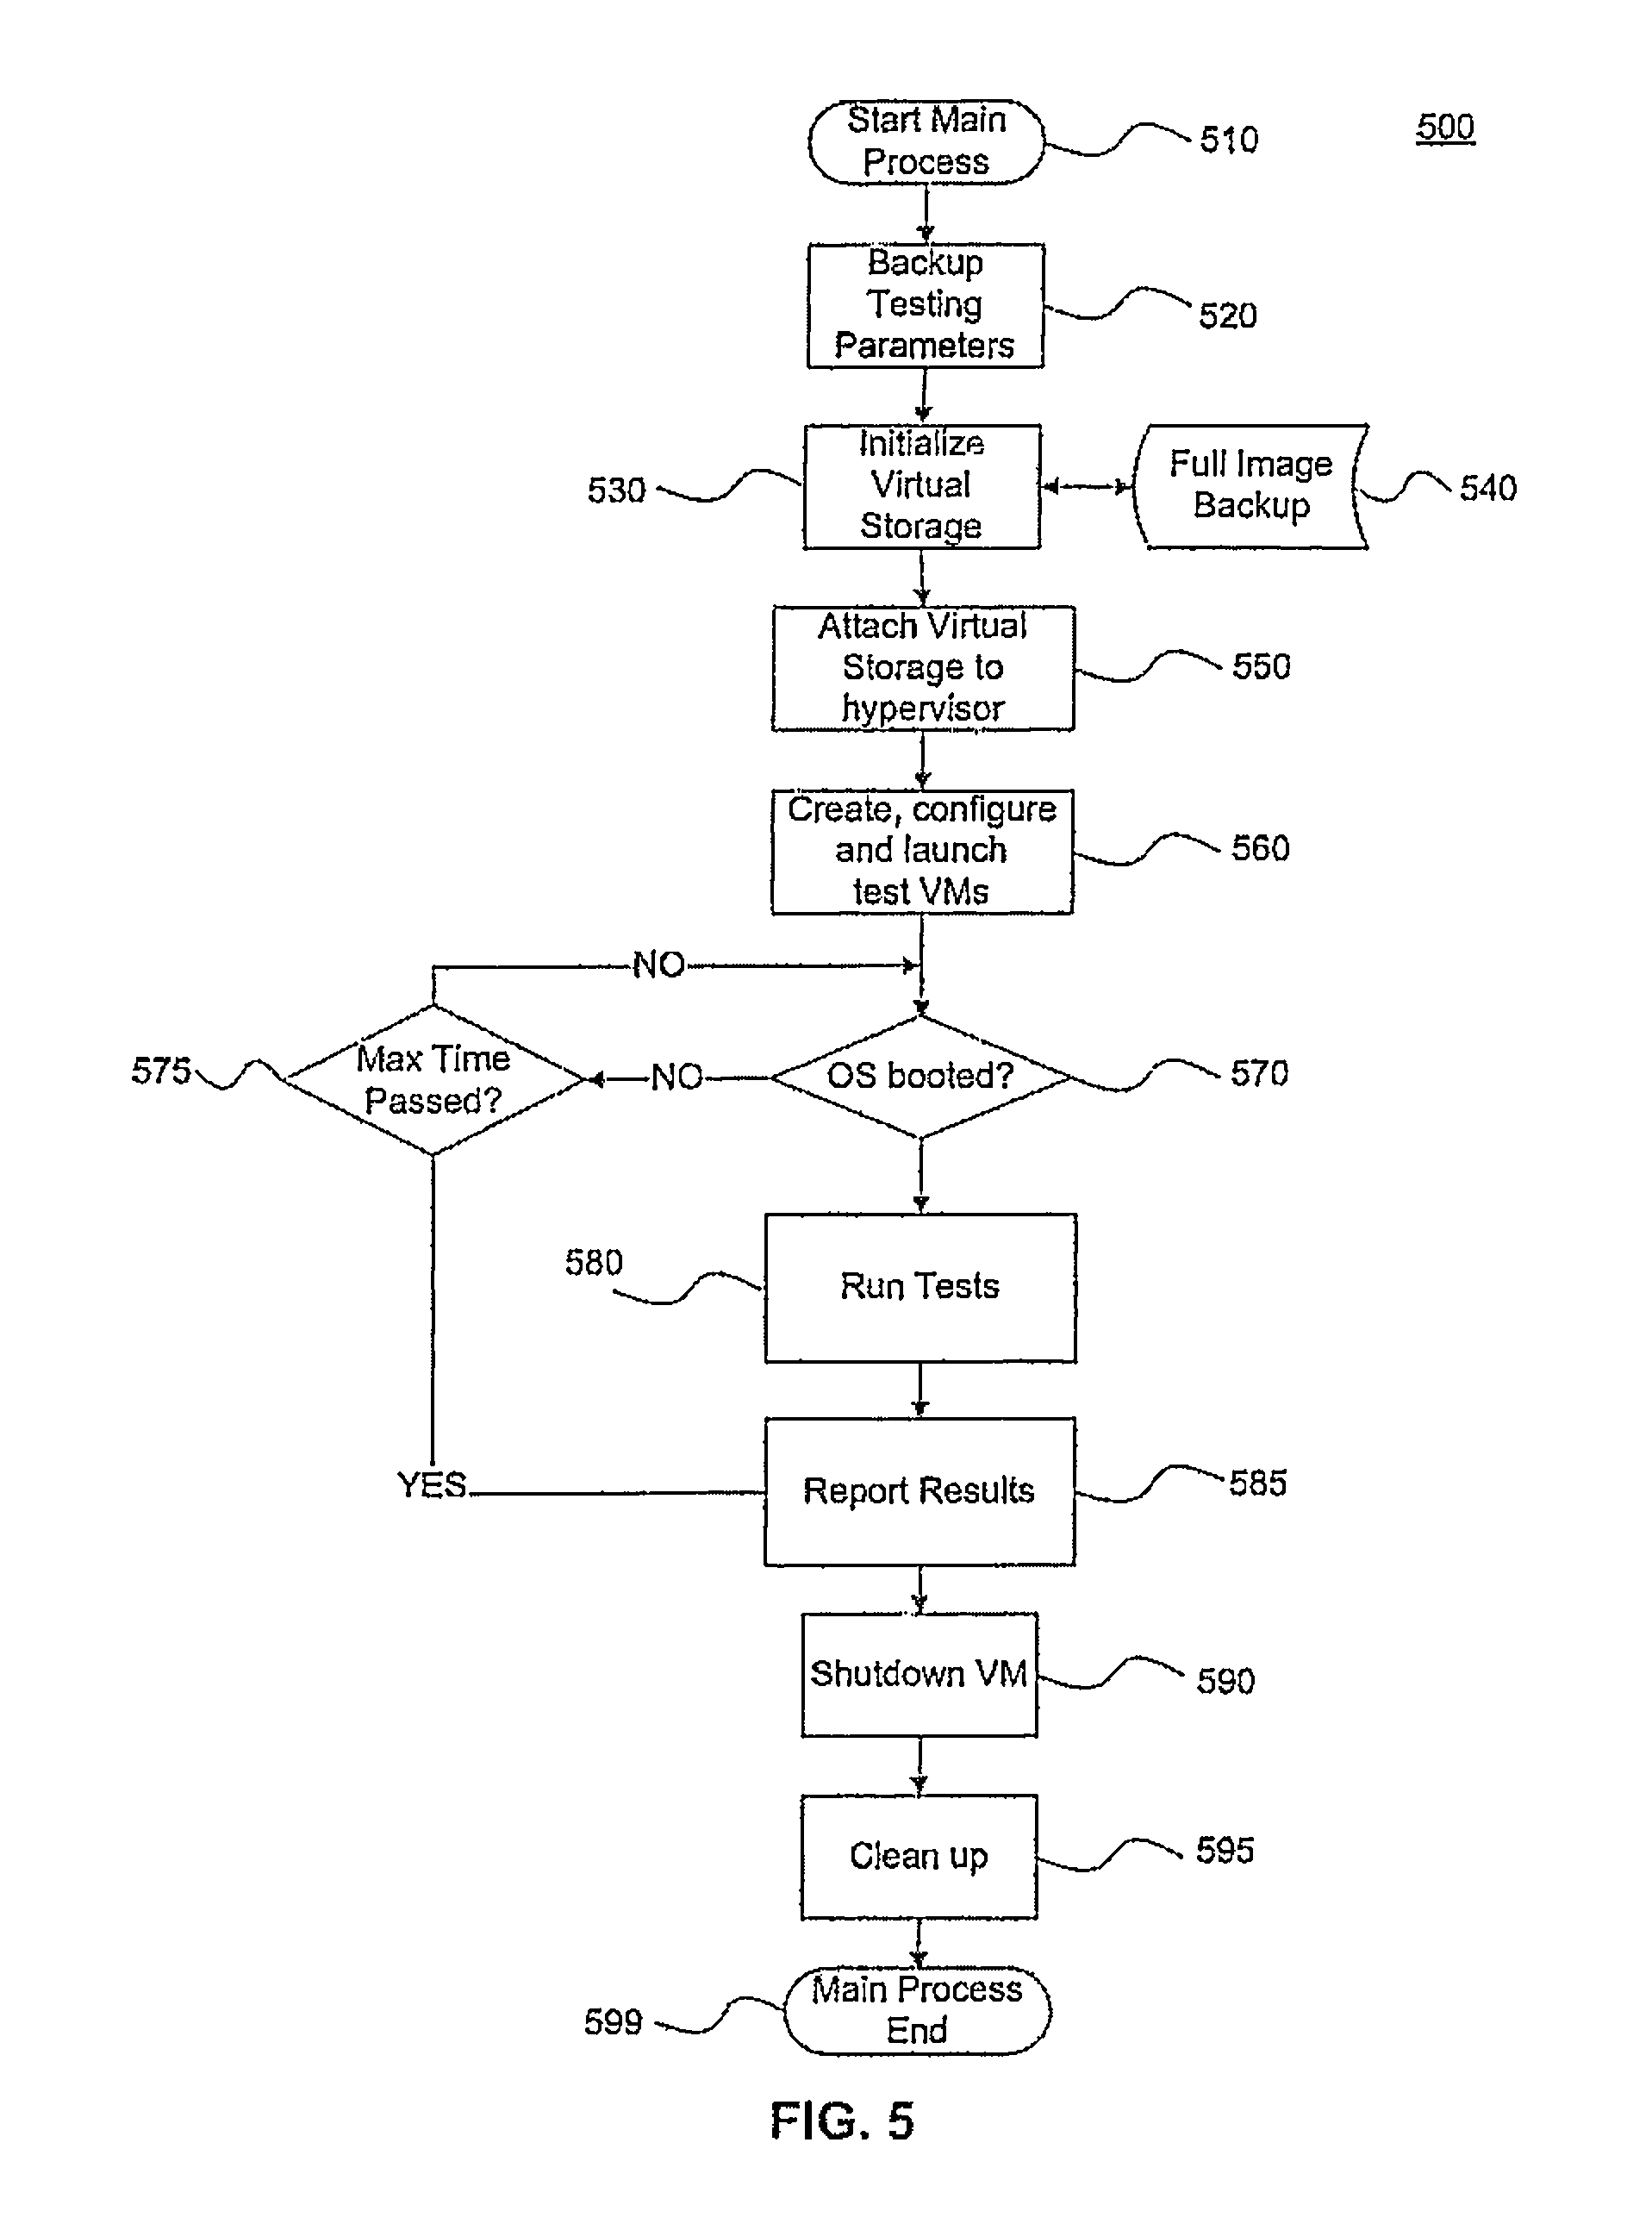 Start Main
Process
510
500
Backup
Testing
Parameters
520
Initialize
Virtual
Storage
530
Full Image
Backup
540
Attach Virtual
Storage to
hypervisor
550
Create, configure
and launch
test VMs
560
NO
Max Time
Passed?
575
NO
OS booted?
570
580
Run Tests
YES
Report Results
585
Shutdown VM
590
Clean up
595
Main Process
End
599
FIG. 5